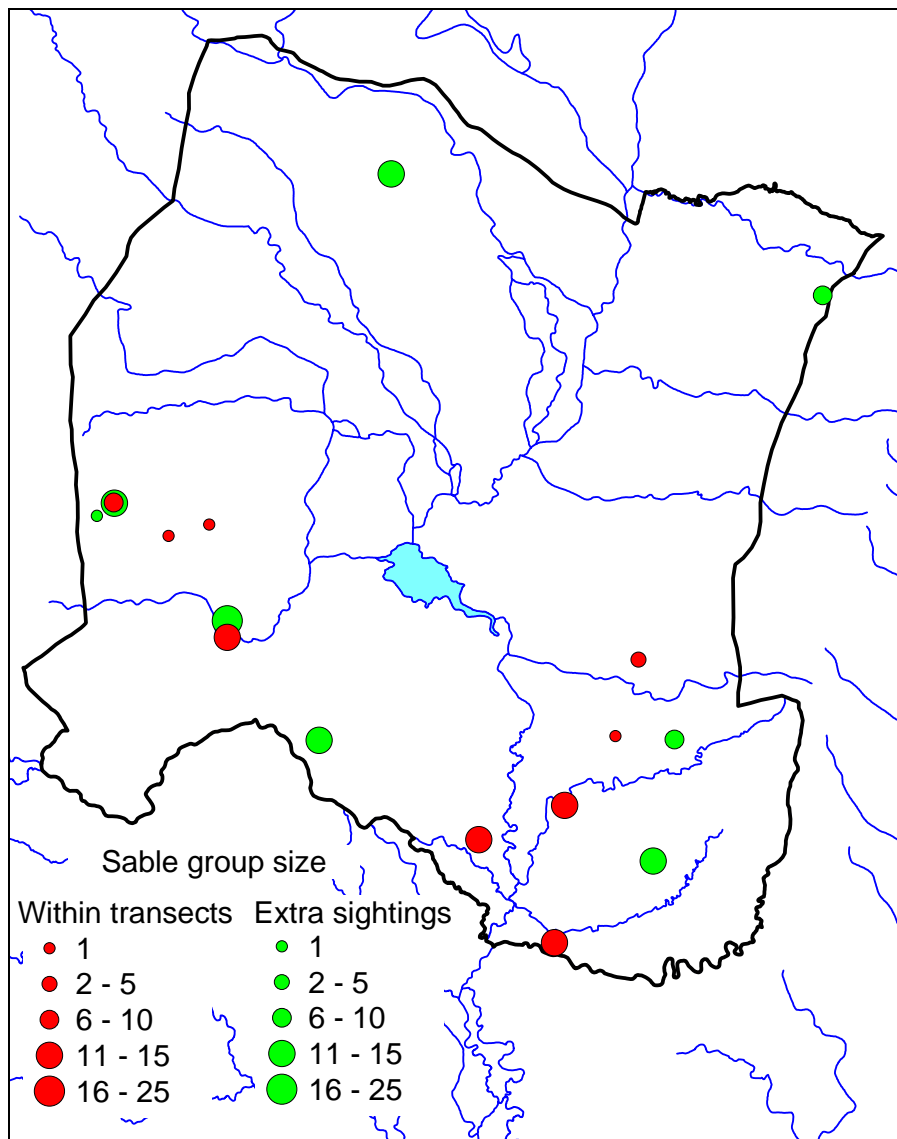 Sable group size
Within transects Extra sightings
1 1
2 - 5 2 - 5
6 - 10 6 - 10
11 - 15 11 - 15
16 - 25 16 - 25